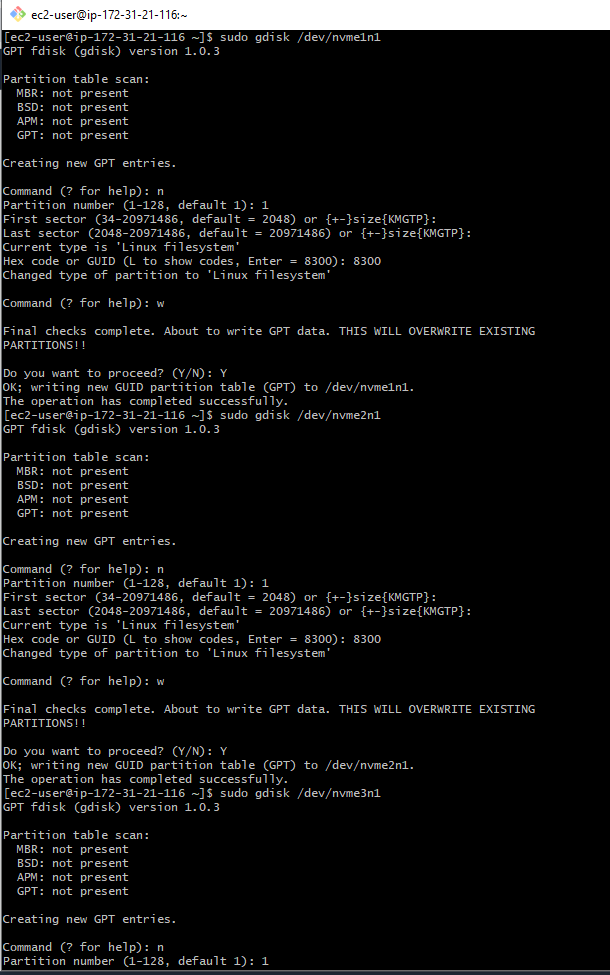 ec2-user@ip-172-31-21-116:~
[ec2-user@ip-172-31-21-116 ~]$ sudo gdisk /dev/nvme1n1
GPT fdisk (gdisk) version 1.0.3
Partition table scan:
MBR: not present
BSD: not present
APM: not present
GPT: not present
Creating new GPT entries.
Command (? for help): n
Partition number (1-128, default 1): 1
First sector (34-20971486, default = 2048) or {+-}size{KMGTP}:
Last sector (2048-20971486, default = 20971486) or {+-}size{KMGTP}:
Current type is 'Linux filesystem'
Hex code or GUID (L to show codes, Enter = 8300): 8300
Changed type of partition to 'Linux filesystem'
Command (? for help): w
Final checks complete. About to write GPT data. THIS WILL OVERWRITE EXISTING
PARTITIONS!!
Do you want to proceed? (Y/N): Y
OK; writing new GUID partition table (GPT) to /dev/nvme1n1.
The operation has completed successfully.
[ec2-user@ip-172-31-21-116 ~]$ sudo gdisk /dev/nvme2n1
GPT fdisk (gdisk) version 1.0.3
Partition table scan:
MBR: not present
BSD: not present
APM: not present
GPT: not present
Creating new GPT entries.
Command (? for help): n
Partition number (1-128, default 1): 1
First sector (34-20971486, default = 2048) or {+-}size{KMGTP}:
Last sector (2048-20971486, default = 20971486) or {+-}size{KMGTP}:
Current type is 'Linux filesystem'
Hex code or GUID (L to show codes, Enter = 8300): 8300
Changed type of partition to 'Linux filesystem'
Command (? for help): w
Final checks complete. About to write GPT data. THIS WILL OVERWRITE EXISTING
PARTITIONS!!
Do you want to proceed? (Y/N): Y
OK; writing new GUID partition table (GPT) to /dev/nvme2n1.
The operation has completed successfully.
[ec2-user@ip-172-31-21-116 ~]$ sudo gdisk /dev/nvme3n1
GPT fdisk (gdisk) version 1.0.3
Partition table scan:
MBR: not present
BSD: not present
APM: not present
GPT: not present
Creating new GPT entries.
Command (? for help): n
Partition number (1-128, default 1): 1